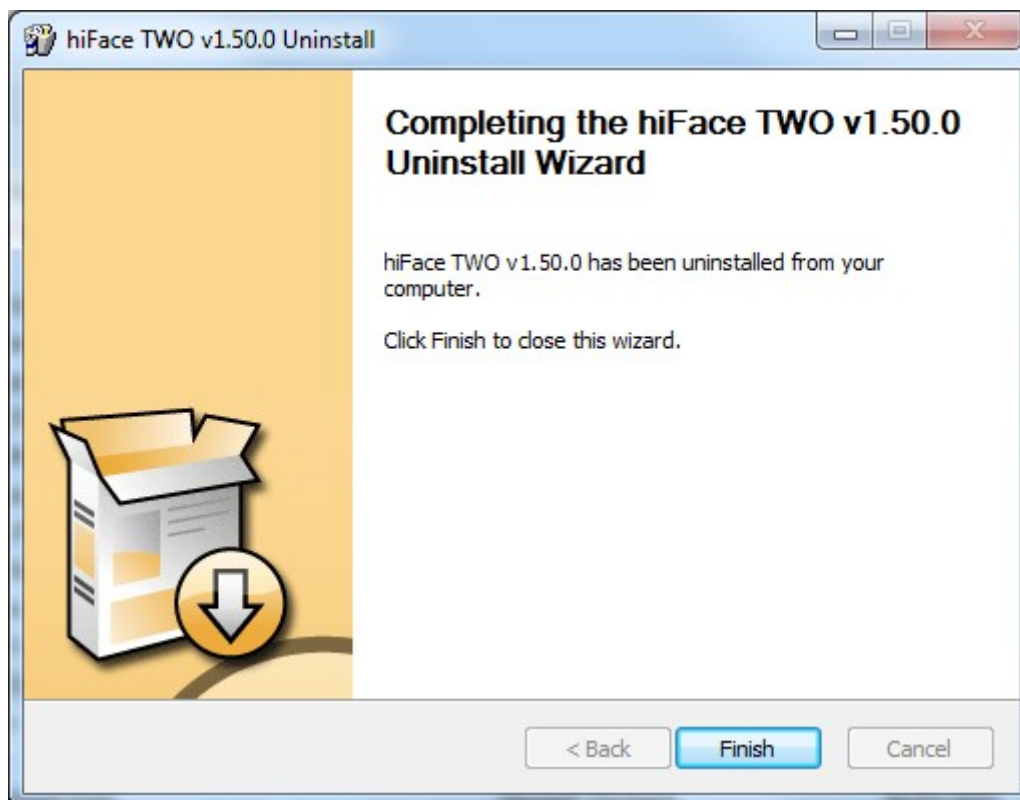 hiFace TWO v1.50.0 Uninstall
Completing the hiFace TWO v1.50.0
Uninstall Wizard
hiFace TWO v1.50.0 has been uninstalled from your
computer.
Click Finish to close this wizard.
< Back
Finish
Cancel